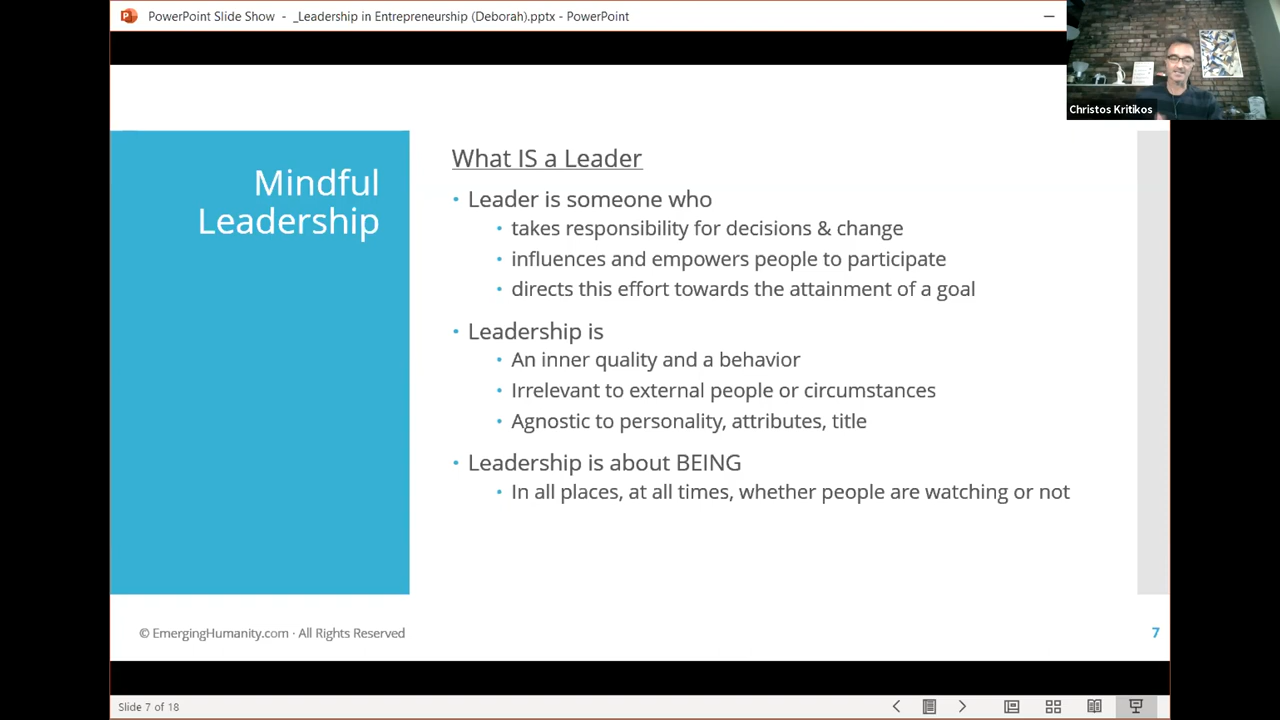 PowerPoint Slide Show - _Leadership in Entrepreneurship (Deborah).pptx - PowerPoint
Christos Kritikos
Mindful
Leadership
What IS a Leader
• Leader is someone who
• takes responsibility for decisions & change
• influences and empowers people to participate
• directs this effort towards the attainment of a goal
• Leadership is
• An inner quality and a behavior
• Irrelevant to external people or circumstances
• Agnostic to personality, attributes, title
• Leadership is about BEING
• In all places, at all times, whether people are watching or not
© EmergingHumanity.com · All Rights Reserved
7
Slide 7 of 18